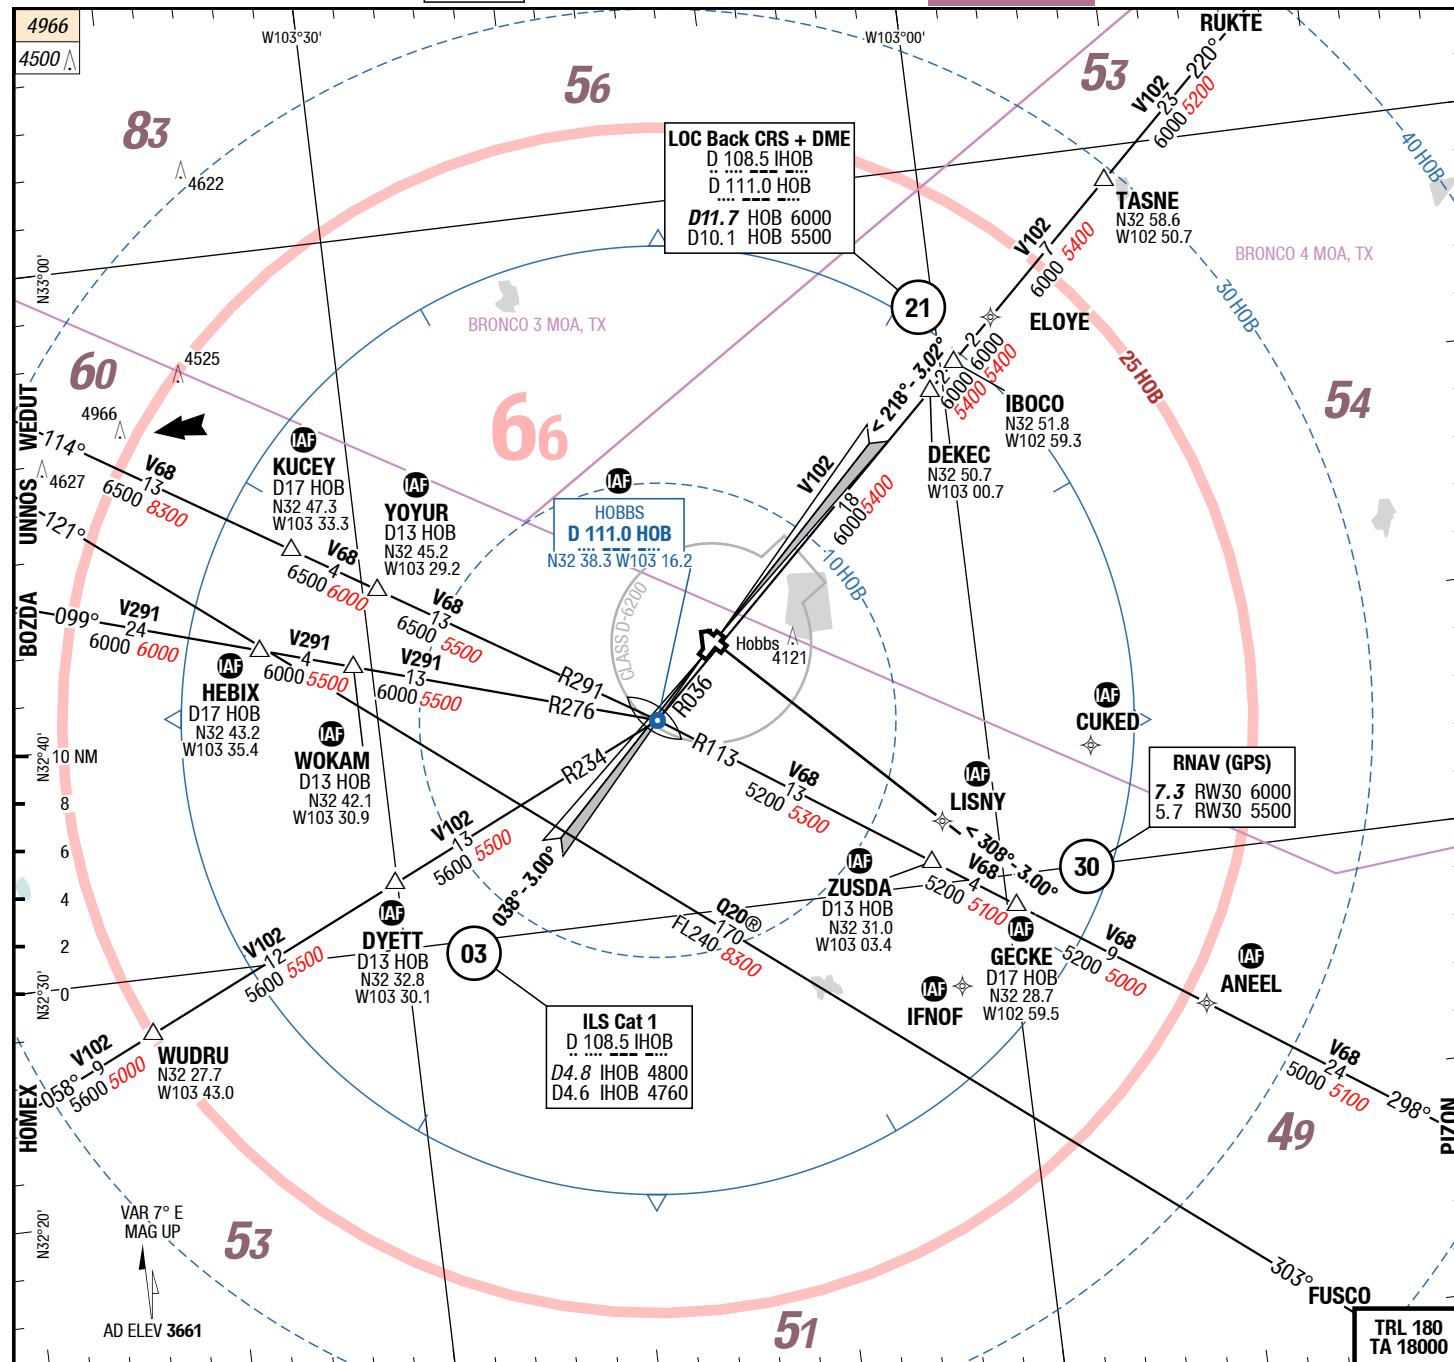 4966
4500
W103°30'
W103°00'
RUKTE
220°
V102
23
6000 5200
53
56
83
4622
40 HOB
LOC Back CRS + DME
D 108.5 IHOB
D 111.0 HOB
D11.7 HOB 6000
D10.1 HOB 5500
TASNE
N32 58.6
W102 50.7
V102
7
6000 5400
BRONCO 4 MOA, TX
N33°00'
30 HOB
21
ELOYE
BRONCO 3 MOA, TX
2
6000
5400
2
6000
5400
< 218° - 3.02°
4525
60
25 HOB
IBOCO
N32 51.8
W102 59.3
54
4966
WEDUT
114°
66
DEKEC
N32 50.7
W103 00.7
IAF
KUCEY
D17 HOB
N32 47.3
W103 33.3
V68
13
6500 8300
4627
UNNOS
121°
IAF
YOYUR
D13 HOB
N32 45.2
W103 29.2
V102
18
6000 5400
IAF
HOBBS
D 111.0 HOB
N32 38.3 W103 16.2
10 HOB
V68
4
6500 6000
CLASS D-6200
V68
13
6500 5500
BOZDA
099°
V291
24
6000 6000
V291
4
6000 5500
V291
13
6000 5500
Hobbs
4121
R291
R276
R036
R113
R234
IAF
HEBIX
D17 HOB
N32 43.2
W103 35.4
IAF
WOKAM
D13 HOB
N32 42.1
W103 30.9
IAF
CUKED
N32°40'
10 NM
8
6
4
2
0
RNAV (GPS)
7.3 RW30 6000
5.7 RW30 5500
V68
13
5200 5300
IAF
LISNY
< 308° - 3.00°
30
V102
13
5600 5500
038° - 3.00°
IAF
ZUSDA
D13 HOB
N32 31.0
W103 03.4
V68
4
5200 5100
IAF
DYETT
D13 HOB
N32 32.8
W103 30.1
03
Q20®
170
FL240 8300
V102
12
5600 5500
IAF
GECKE
D17 HOB
N32 28.7
W102 59.5
V68
9
5200 5000
IAF
ANEEL
IAF
IFNOF
N32°30'
ILS Cat 1
D 108.5 IHOB
D4.8 IHOB 4800
D4.6 IHOB 4760
WUDRU
N32 27.7
W103 43.0
HOMEX
058°
V102
9
5600 5000
V68
24
5000 5100
298°
PIZON
49
N32°20'
VAR 7° E
MAG UP
53
AD ELEV 3661
51
303°
FUSCO
TRL 180
TA 18000